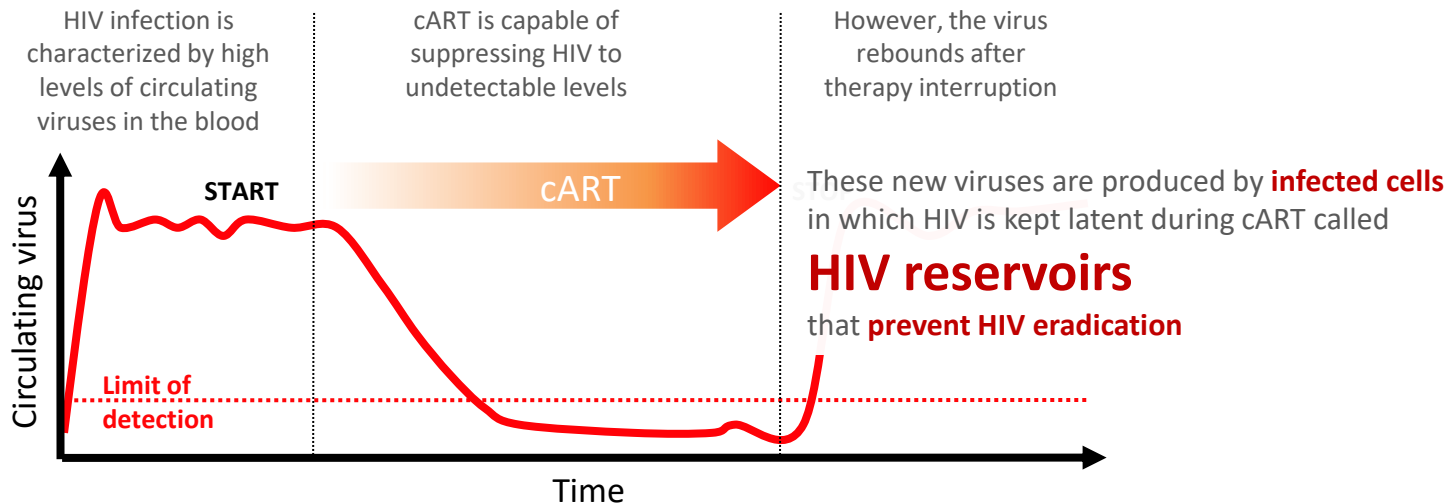 HIV infection is
characterized by high
levels of circulating
viruses in the blood
cART is capable of
suppressing HIV to
undetectable levels
However, the virus
rebounds after
therapy interruption
START
cART
These new viruses are produced by infected cells
in which HIV is kept latent during cART called
HIV reservoirs
that prevent HIV eradication
Circulating virus
Limit of
detection
Time